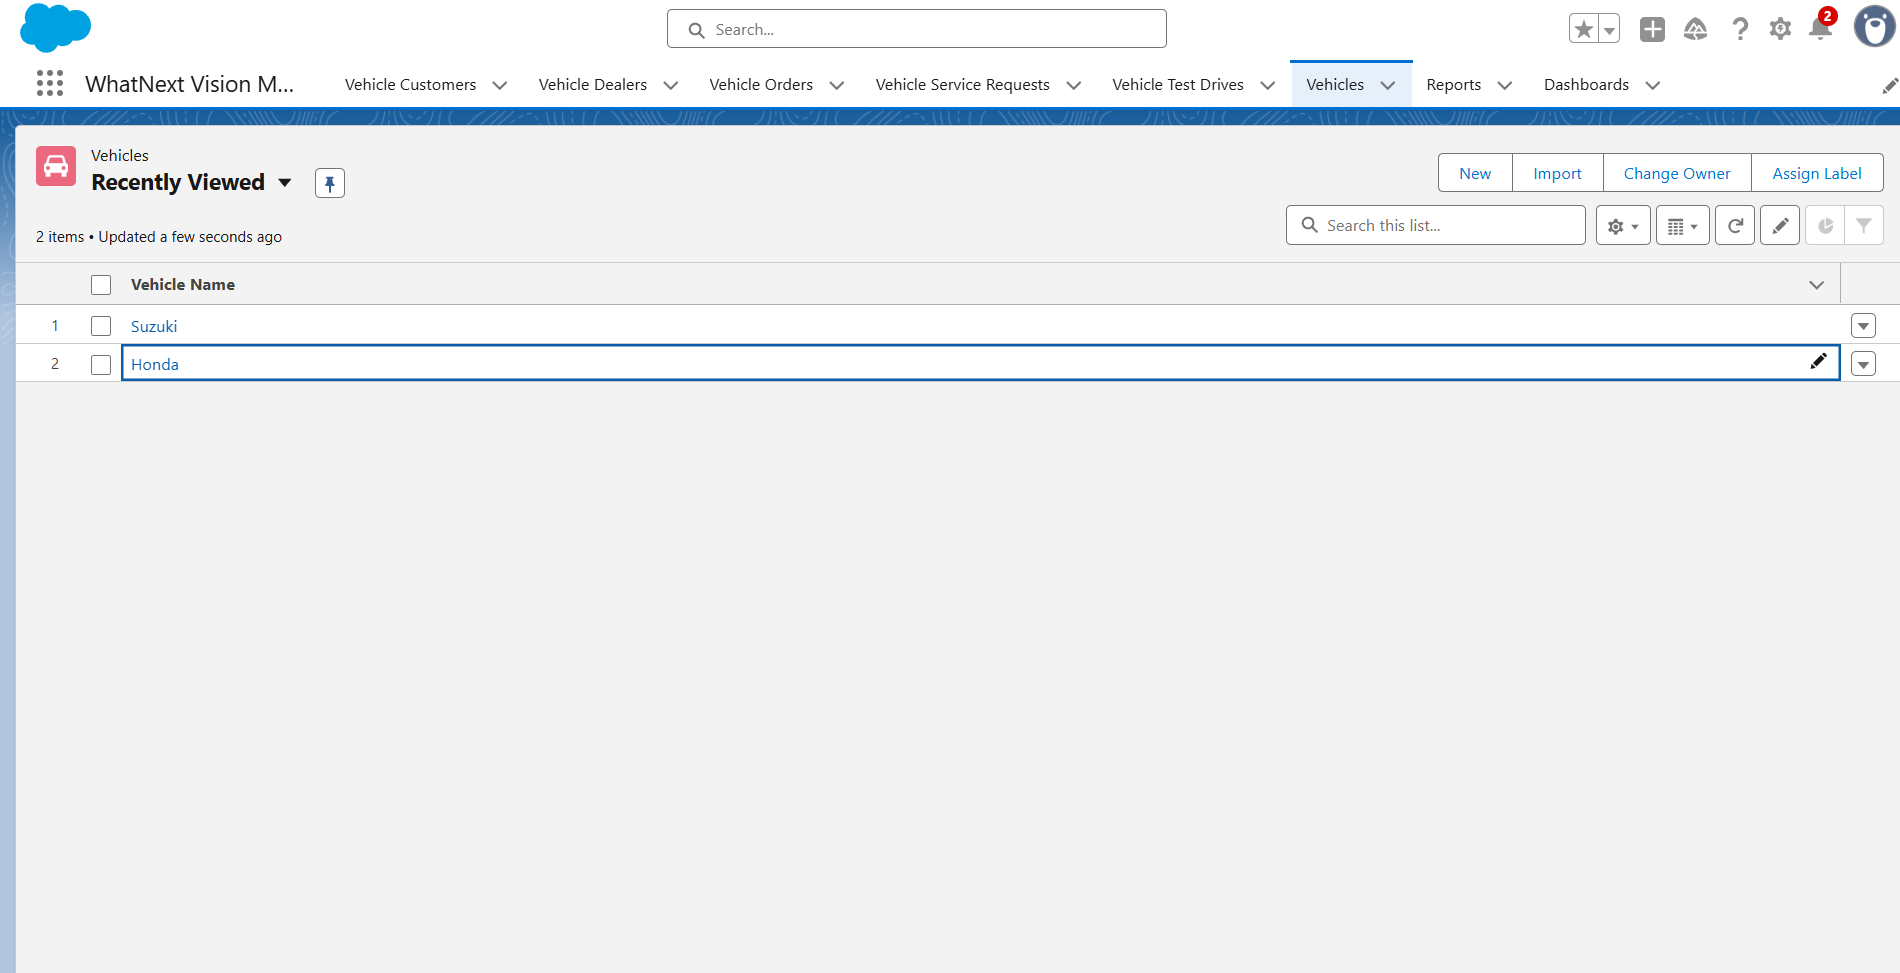 Search...
2
WhatNext Vision M...
Vehicle Customers
Vehicle Dealers
Vehicle Orders
Vehicle Service Requests
Vehicle Test Drives
Vehicles
Reports
Dashboards
Vehicles
Recently Viewed
New
Import
Change Owner
Assign Label
2 items • Updated a few seconds ago
Search this list...
Vehicle Name
1 Suzuki
2 Honda